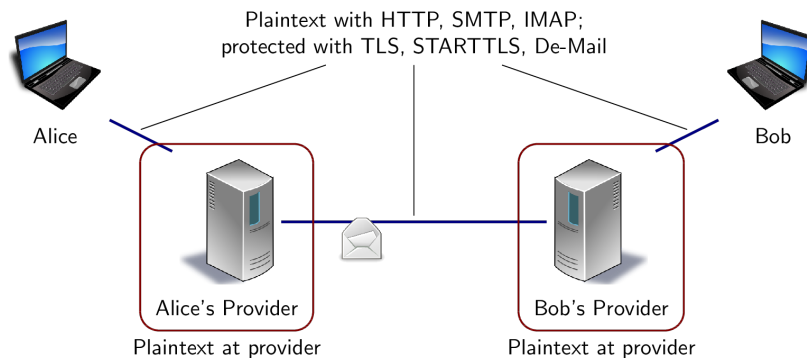 Plaintext with HTTP, SMTP, IMAP;
protected with TLS, STARTTLS, De-Mail
Alice
Bob
Alice's Provider
Bob's Provider
Plaintext at provider
Plaintext at provider